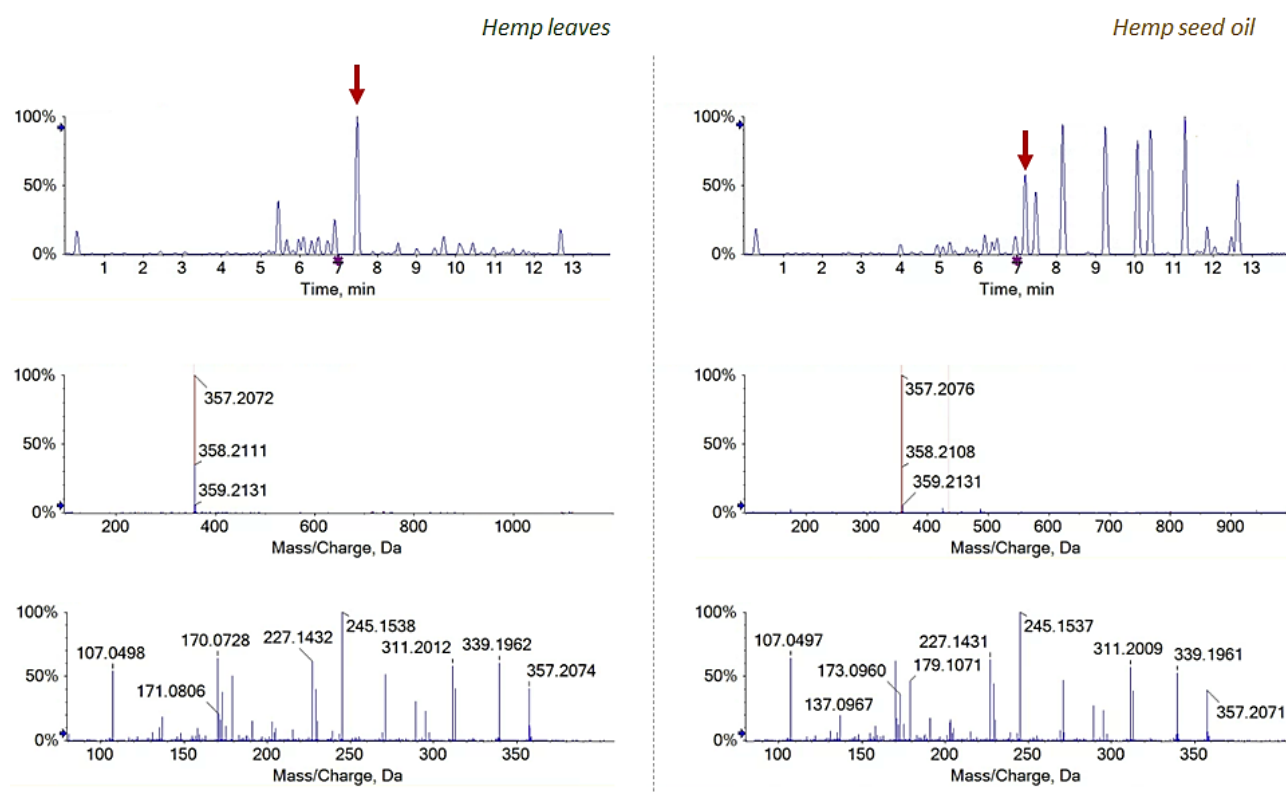 Hemp leaves
100%
50%
0%
1 2 3 4 5 6 7 8 9 10 11 12 13
Time, min
100%
50%
0%
357.2072
358.2111
359.2131
200 400 600 800 1000
Mass/Charge, Da
100%
50%
0%
107.0498
170.0728
171.0806
227.1432
245.1538
311.2012
339.1962
357.2074
100 150 200 250 300 350
Mass/Charge, Da
Hemp seed oil
100%
50%
0%
1 2 3 4 5 6 7 8 9 10 11 12 13
Time, min
100%
50%
0%
357.2076
358.2108
359.2131
200 300 400 500 600 700 800 900
Mass/Charge, Da
100%
50%
0%
107.0497
137.0967
173.0960
179.1071
227.1431
245.1537
311.2009
339.1961
357.2071
100 150 200 250 300 350
Mass/Charge, Da